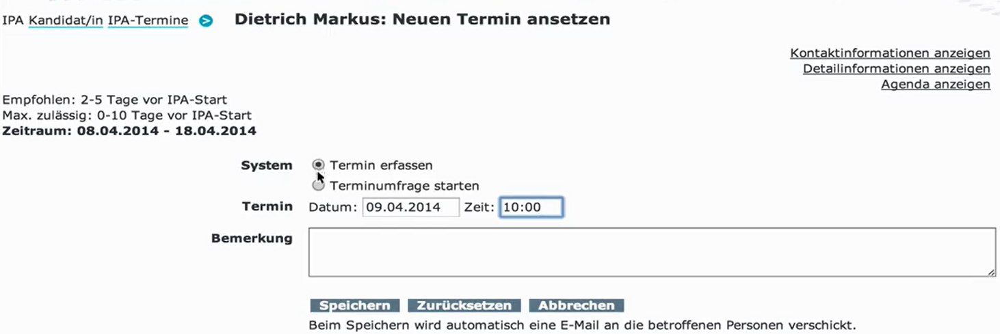 IPA Kandidat/in IPA-Termine > Dietrich Markus: Neuen Termin ansetzen
Kontaktinformationen anzeigen
Detailinformationen anzeigen
Agenda anzeigen
Empfohlen: 2-5 Tage vor IPA-Start
Max. zulässig: 0-10 Tage vor IPA-Start
Zeitraum: 08.04.2014 - 18.04.2014
System Termin erfassen
Terminumfrage starten
Termin Datum: 09.04.2014 Zeit: 10:00
Bemerkung
Speichern Zurücksetzen Abbrechen
Beim Speichern wird automatisch eine E-Mail an die betroffenen Personen verschickt.